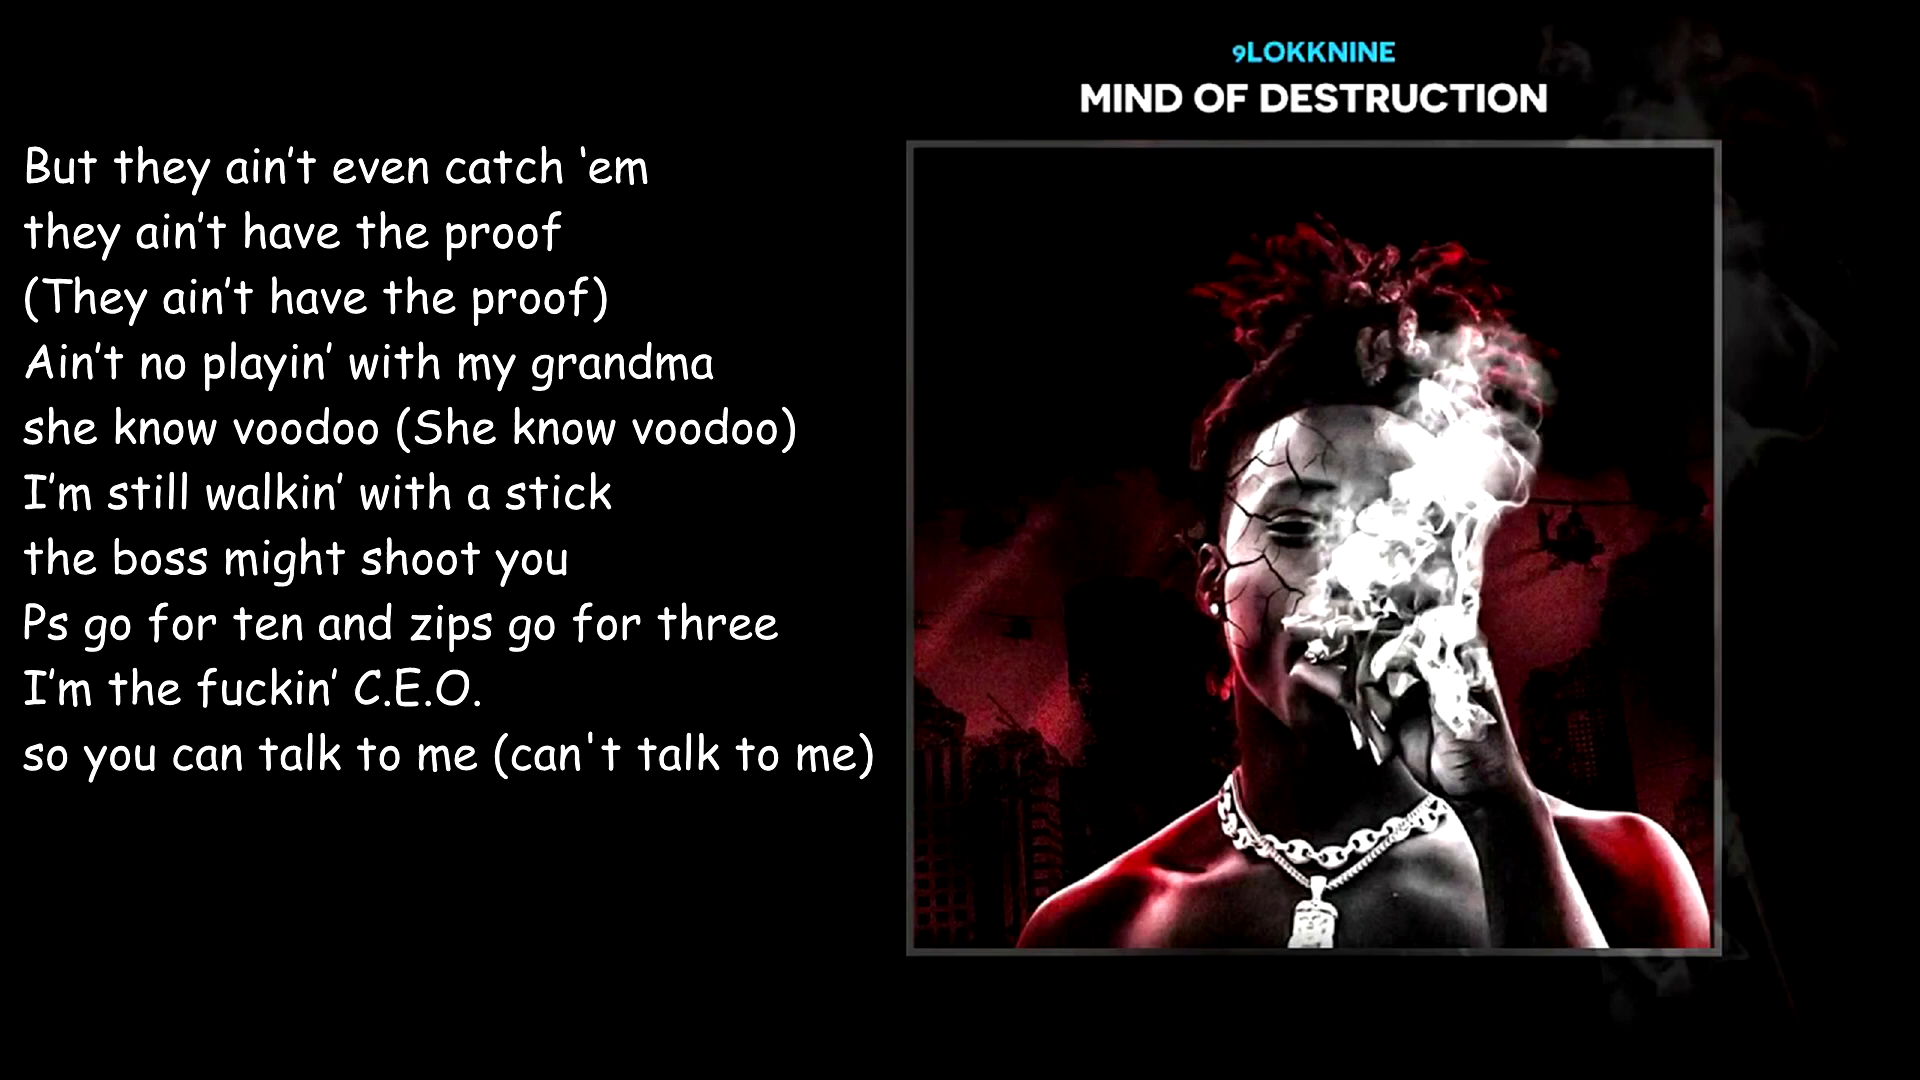 9LOKKNINE
MIND OF DESTRUCTION
But they ain’t even catch ‘em
they ain’t have the proof
(They ain’t have the proof)
Ain’t no playin’ with my grandma
she know voodoo (She know voodoo)
I’m still walkin’ with a stick
the boss might shoot you
Ps go for ten and zips go for three
I’m the fuckin’ C.E.O.
so you can talk to me (can't talk to me)